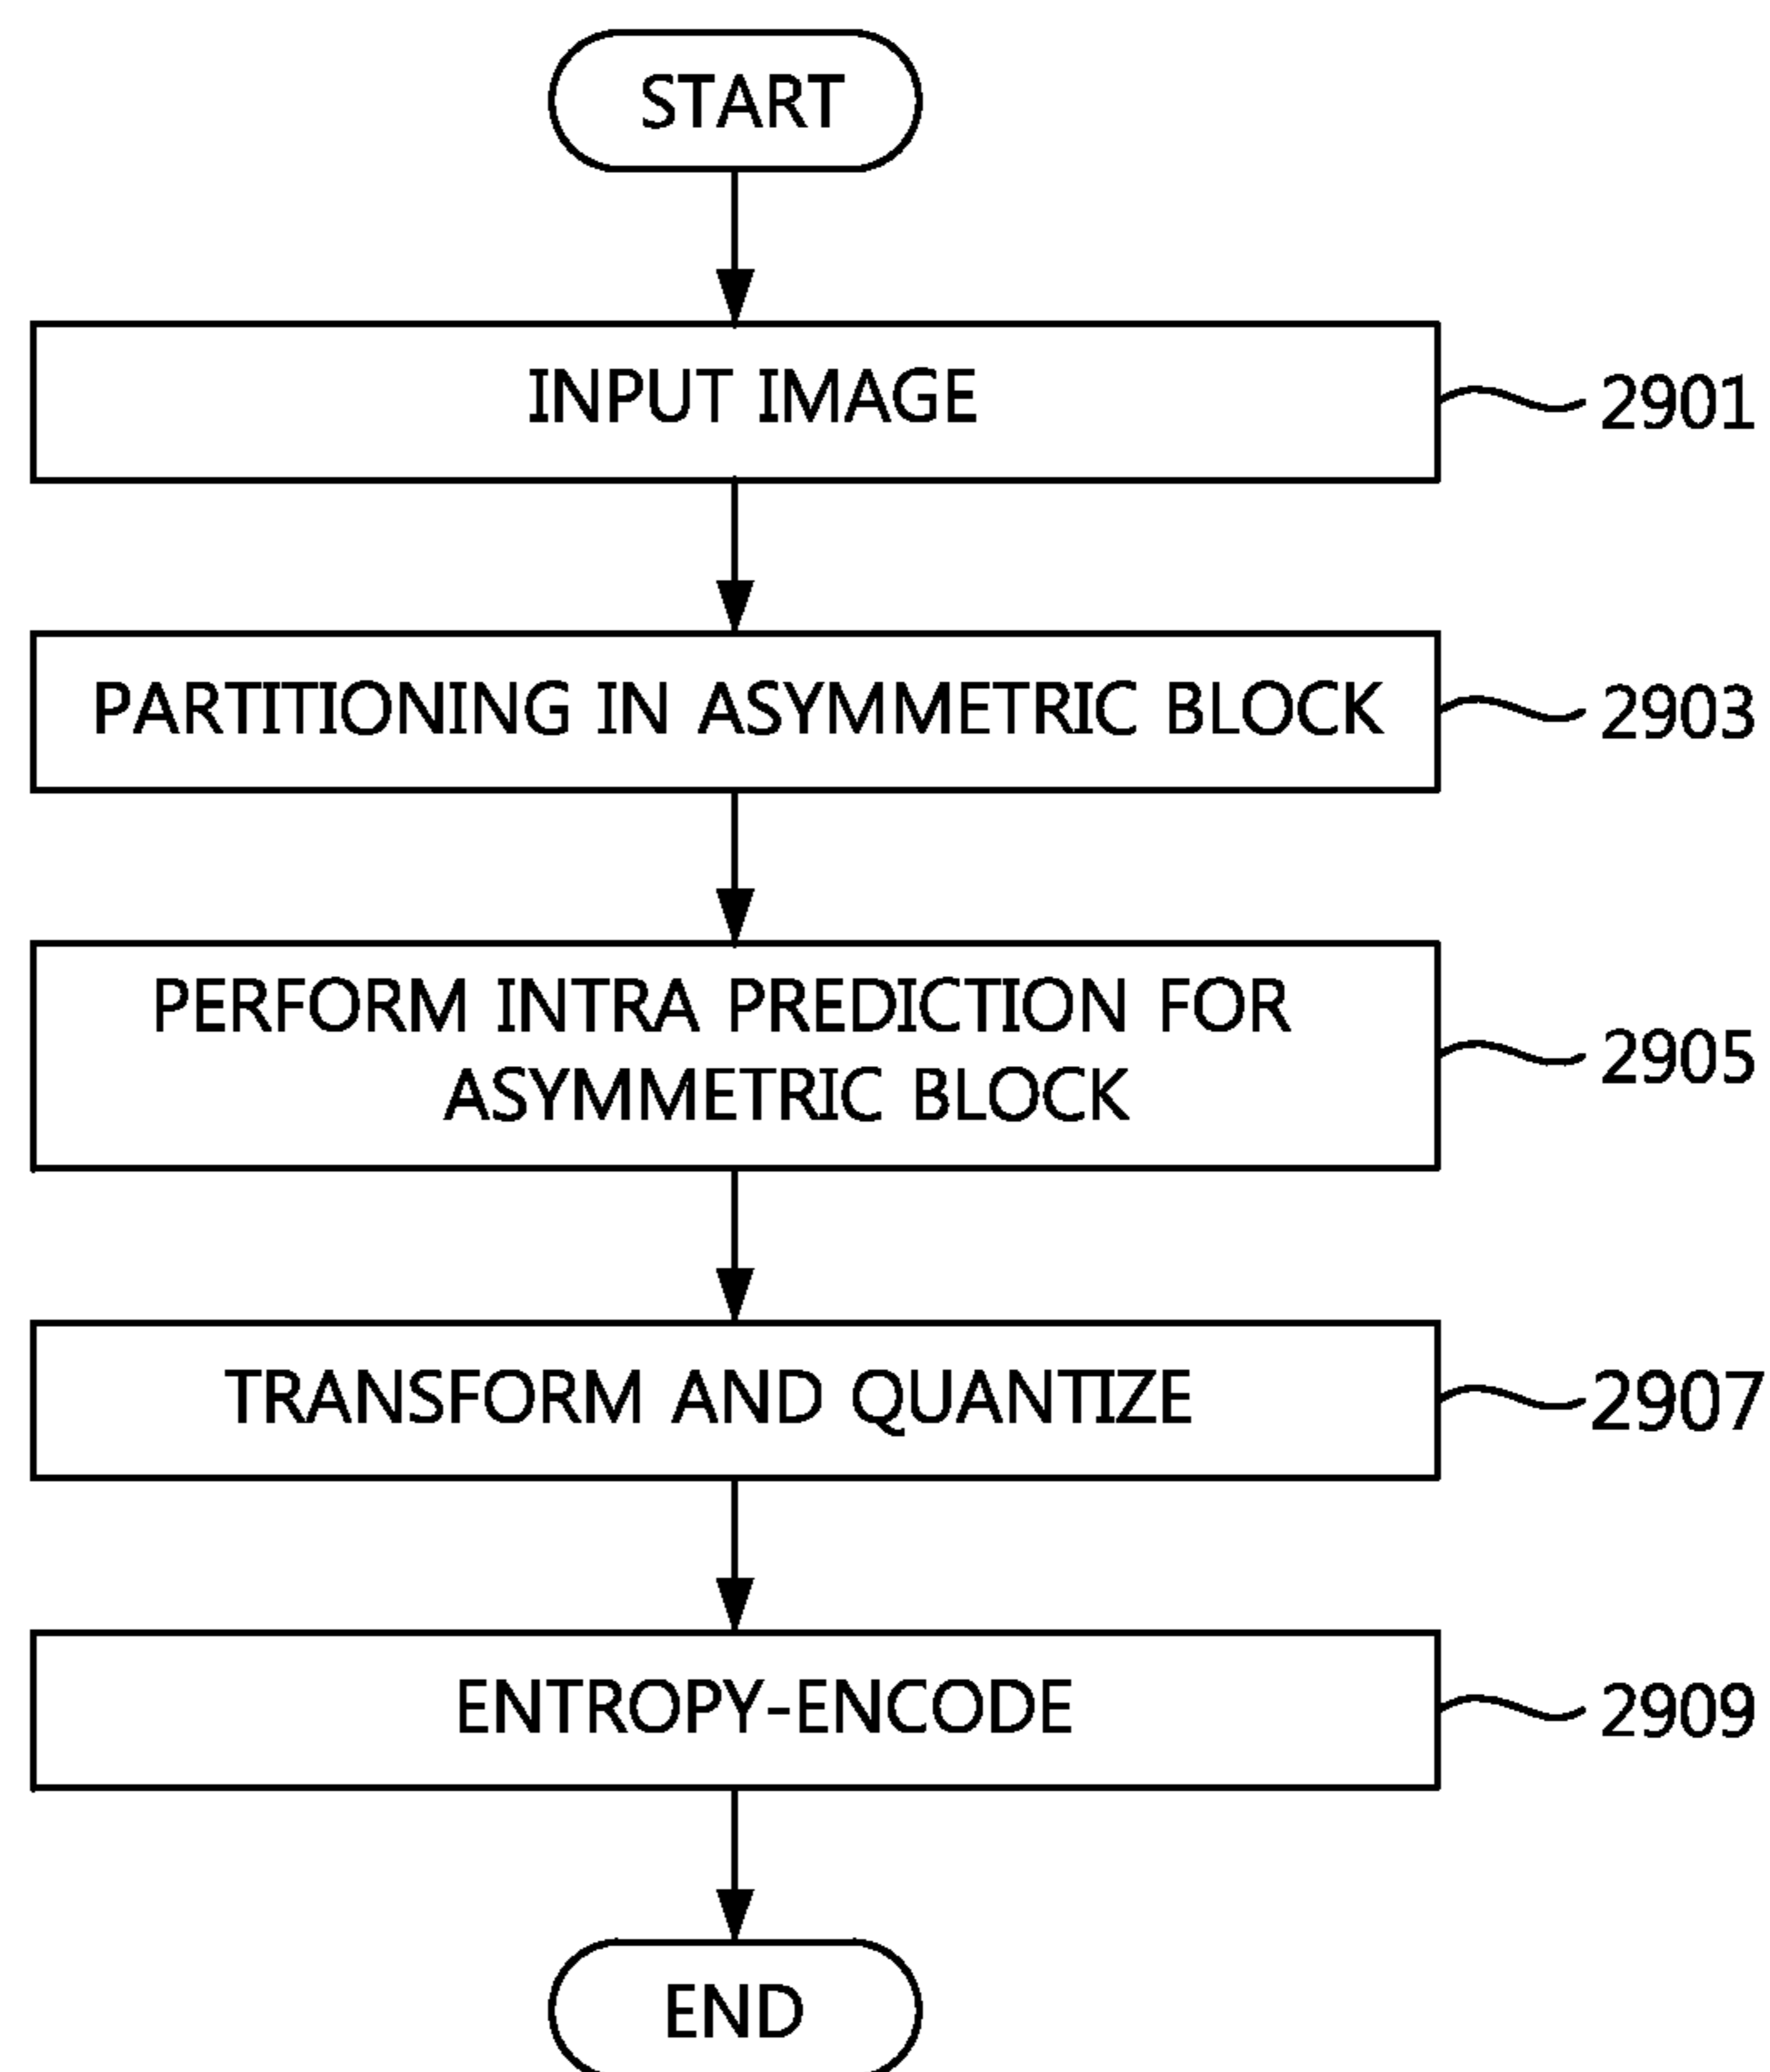 START
INPUT IMAGE
2901
PARTITIONING IN ASYMMETRIC BLOCK
2903
PERFORM INTRA PREDICTION FOR
ASYMMETRIC BLOCK
2905
TRANSFORM AND QUANTIZE
2907
ENTROPY-ENCODE
2909
END